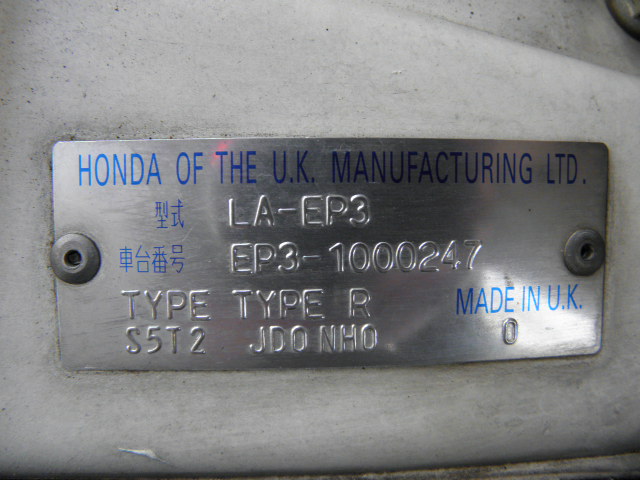 HONDA OF THE U.K. MANUFACTURING LTD.
型式 LA-EP3
車台番号 EP3-1000247
TYPE TYPE R MADE IN U.K.
S5T2 JD0 NH0 0